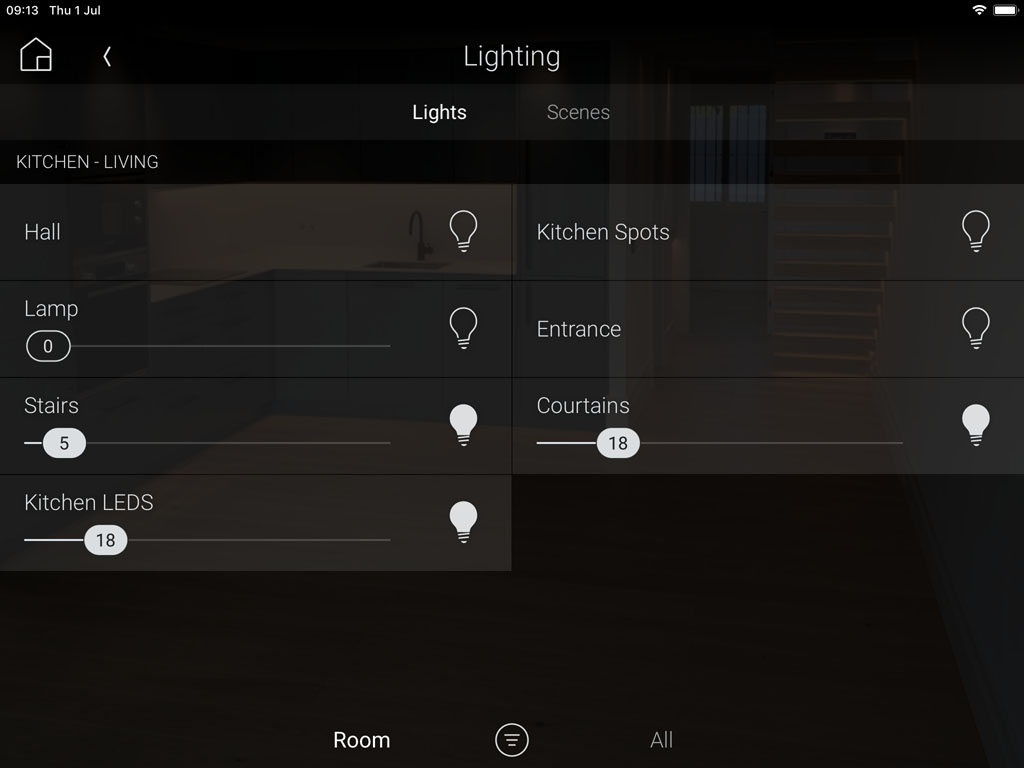 09:13 Thu 1 Jul
Lighting
Lights Scenes
KITCHEN - LIVING
Hall
Kitchen Spots
Lamp
0
Entrance
Stairs
5
Courtains
18
Kitchen LEDS
18
Room All